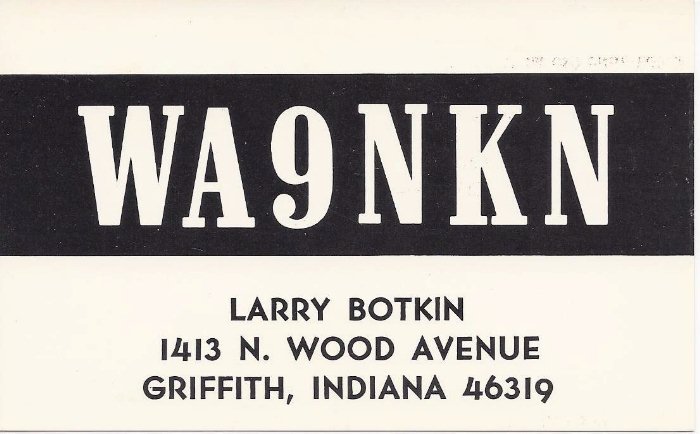 WA9NKN
LARRY BOTKIN
1413 N. WOOD AVENUE
GRIFFITH, INDIANA 46319